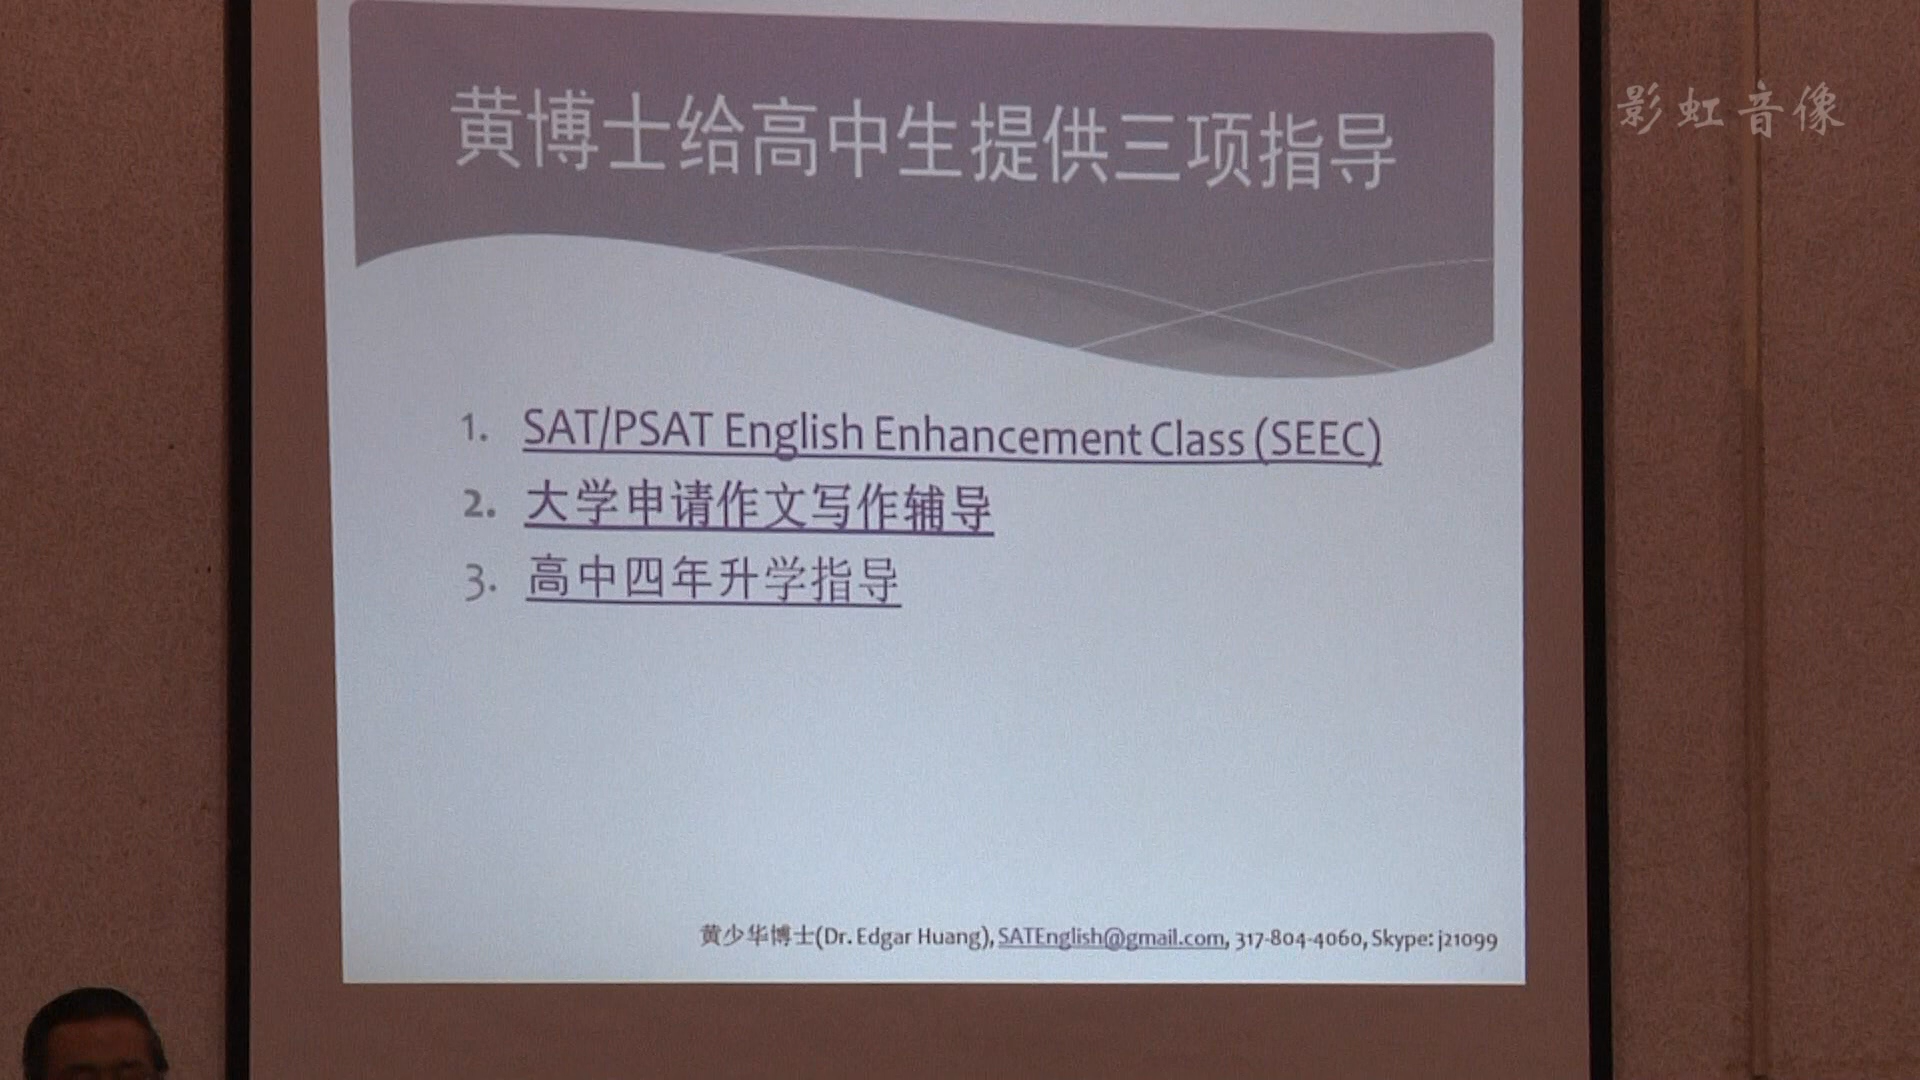 影虹音像
黄博士给高中生提供三项指导
1. SAT/PSAT English Enhancement Class (SEEC)
2. 大学申请作文写作辅导
3. 高中四年升学指导
黄少华博士(Dr. Edgar Huang), SATEnglish@gmail.com, 317-804-4060, Skype: j21099